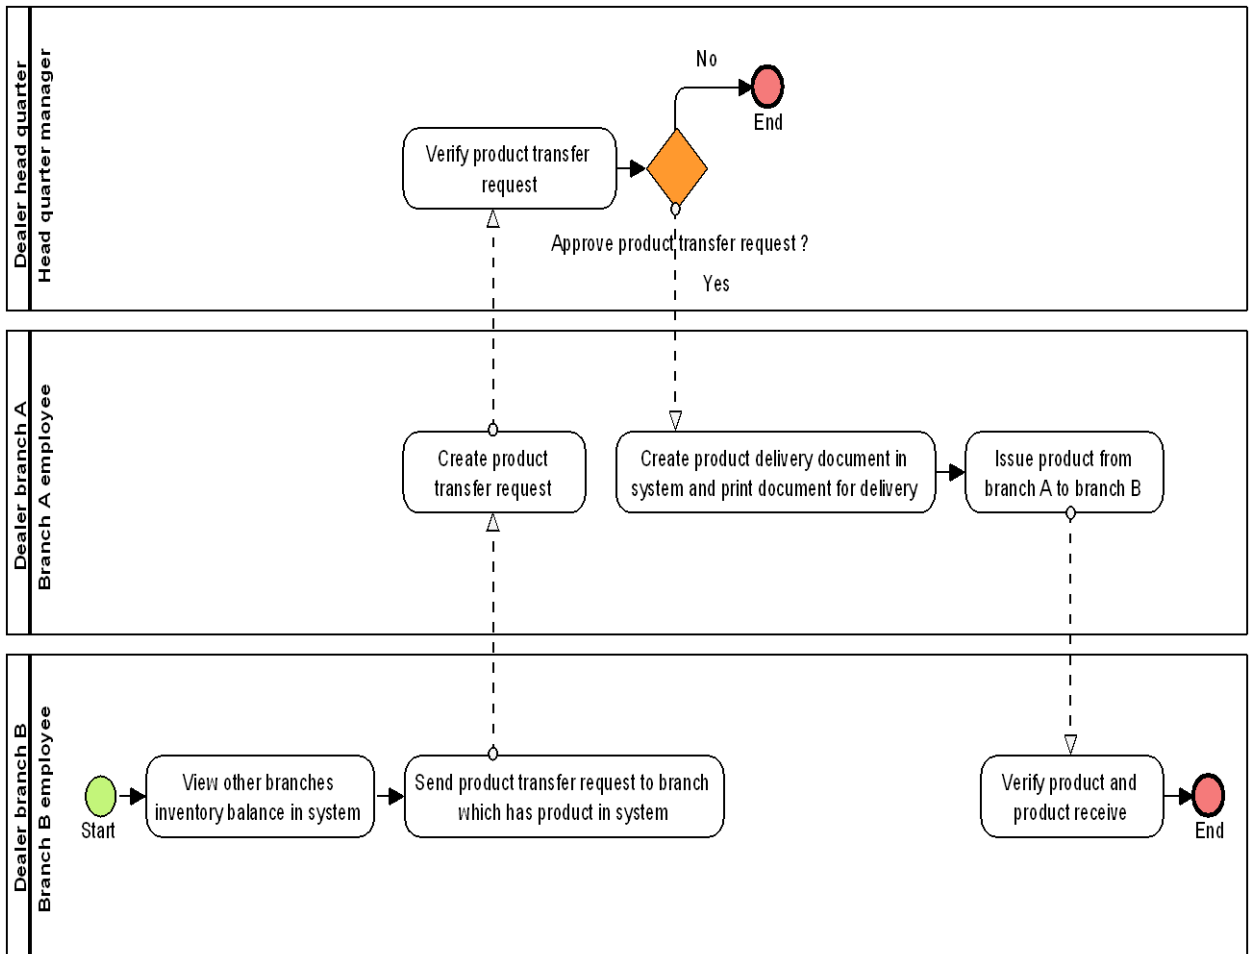 Dealer head quarter
Head quarter manager
No
End
Verify product transfer
request
Approve product transfer request ?
Yes
Dealer branch A
Branch A employee
Create product
transfer request
Create product delivery document in
system and print document for delivery
Issue product from
branch A to branch B
Dealer branch B
Branch B employee
Start
View other branches
inventory balance in system
Send product transfer request to branch
which has product in system
Verify product and
product receive
End